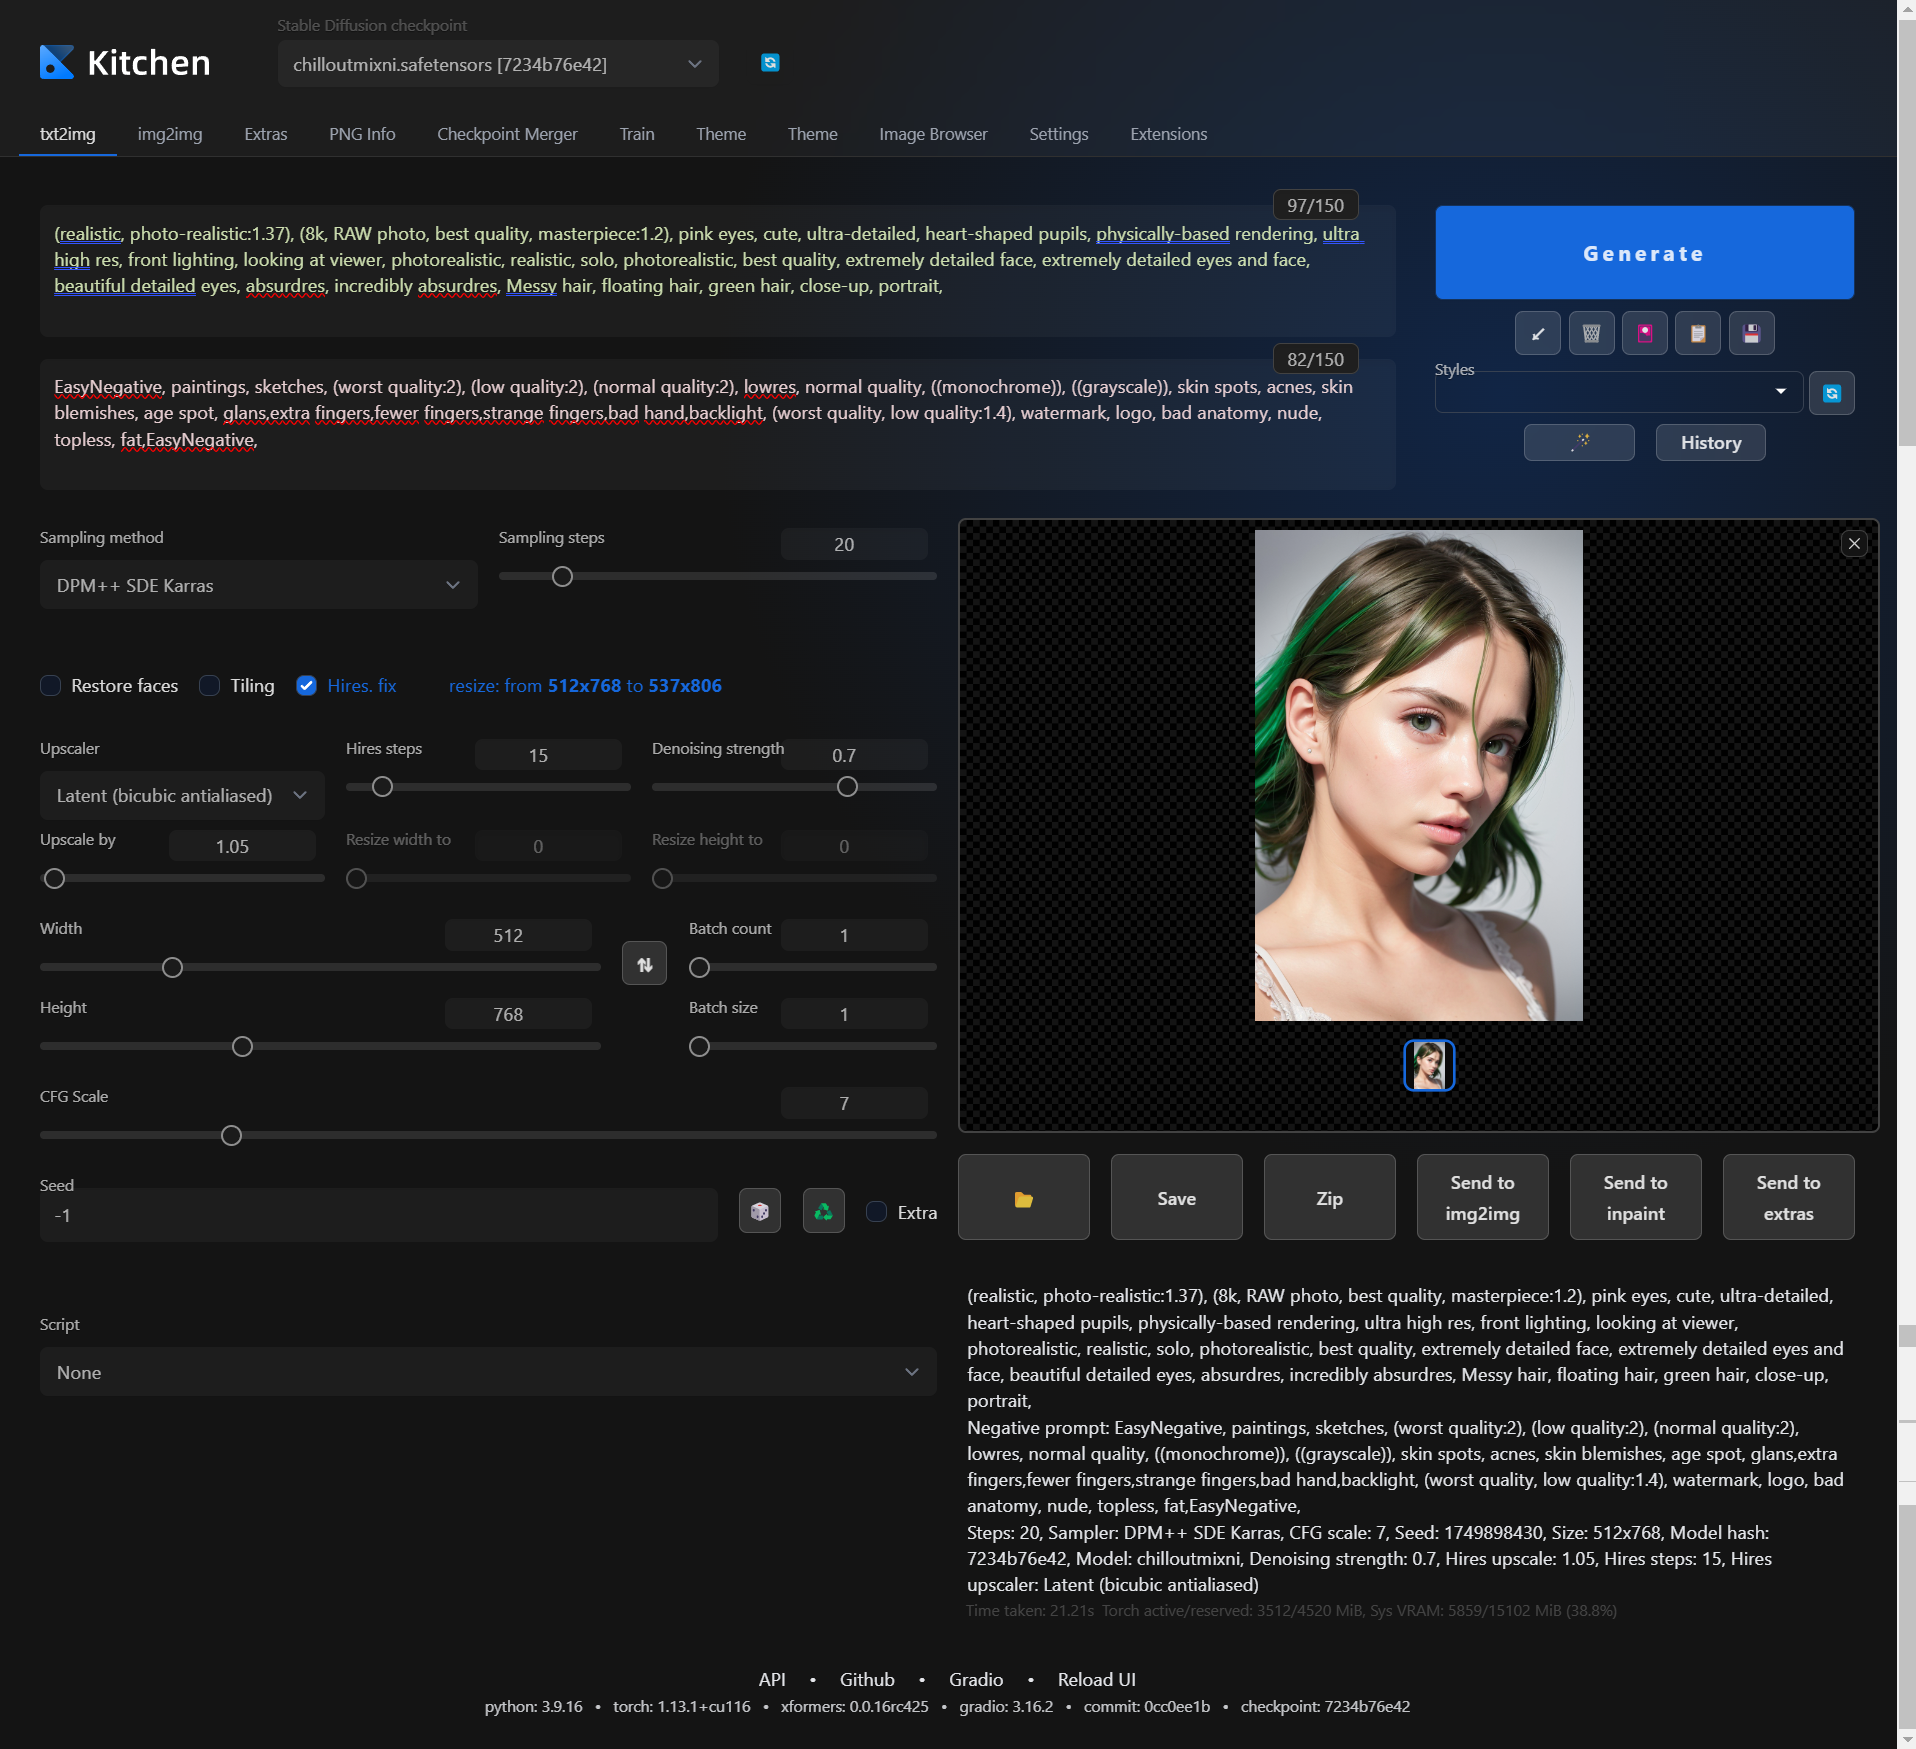 Stable Diffusion checkpoint
Kitchen
chilloutmixni.safetensors [7234b76e42]
txt2img img2img Extras PNG Info Checkpoint Merger Train Theme Theme Image Browser Settings Extensions
97/150
(realistic, photo-realistic:1.37), (8k, RAW photo, best quality, masterpiece:1.2), pink eyes, cute, ultra-detailed, heart-shaped pupils, physically-based rendering, ultra
high res, front lighting, looking at viewer, photorealistic, realistic, solo, photorealistic, best quality, extremely detailed face, extremely detailed eyes and face,
beautiful detailed eyes, absurdres, incredibly absurdres, Messy hair, floating hair, green hair, close-up, portrait,
Generate
82/150
EasyNegative, paintings, sketches, (worst quality:2), (low quality:2), (normal quality:2), lowres, normal quality, ((monochrome)), ((grayscale)), skin spots, acnes, skin
blemishes, age spot, glans,extra fingers,fewer fingers,strange fingers,bad hand,backlight, (worst quality, low quality:1.4), watermark, logo, bad anatomy, nude,
topless, fat,EasyNegative,
Styles
History
Sampling method
DPM++ SDE Karras
Sampling steps
20
Restore faces Tiling Hires. fix resize: from 512x768 to 537x806
Upscaler
Latent (bicubic antialiased)
Hires steps
15
Denoising strength
0.7
Upscale by
1.05
Resize width to
0
Resize height to
0
Width
512
Batch count
1
Height
768
Batch size
1
CFG Scale
7
Seed
-1
Extra
Script
None
Save
Zip
Send to
img2img
Send to
inpaint
Send to
extras
(realistic, photo-realistic:1.37), (8k, RAW photo, best quality, masterpiece:1.2), pink eyes, cute, ultra-detailed,
heart-shaped pupils, physically-based rendering, ultra high res, front lighting, looking at viewer,
photorealistic, realistic, solo, photorealistic, best quality, extremely detailed face, extremely detailed eyes and
face, beautiful detailed eyes, absurdres, incredibly absurdres, Messy hair, floating hair, green hair, close-up,
portrait,
Negative prompt: EasyNegative, paintings, sketches, (worst quality:2), (low quality:2), (normal quality:2),
lowres, normal quality, ((monochrome)), ((grayscale)), skin spots, acnes, skin blemishes, age spot, glans,extra
fingers,fewer fingers,strange fingers,bad hand,backlight, (worst quality, low quality:1.4), watermark, logo, bad
anatomy, nude, topless, fat,EasyNegative,
Steps: 20, Sampler: DPM++ SDE Karras, CFG scale: 7, Seed: 1749898430, Size: 512x768, Model hash:
7234b76e42, Model: chilloutmixni, Denoising strength: 0.7, Hires upscale: 1.05, Hires steps: 15, Hires
upscaler: Latent (bicubic antialiased)
Time taken: 21.21s Torch active/reserved: 3512/4520 MiB, Sys VRAM: 5859/15102 MiB (38.8%)
API • Github • Gradio • Reload UI
python: 3.9.16 • torch: 1.13.1+cu116 • xformers: 0.0.16rc425 • gradio: 3.16.2 • commit: 0cc0ee1b • checkpoint: 7234b76e42